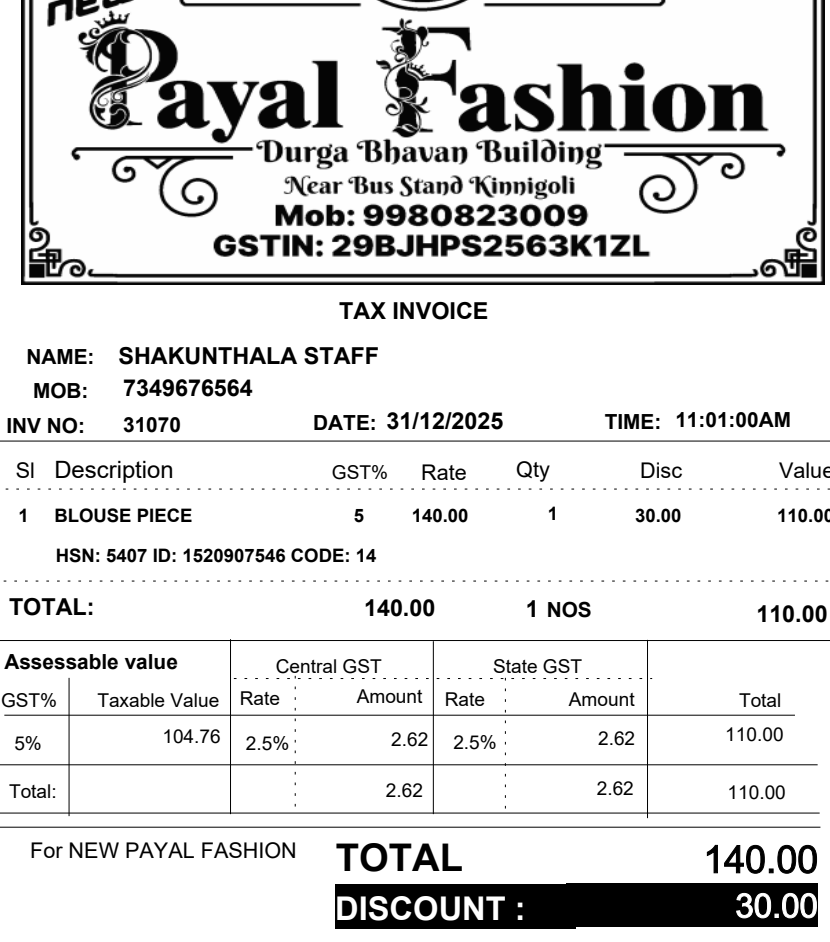 new
Payal Fashion
Durga Bhavan Building
Near Bus Stand Kinnigoli
Mob: 9980823009
GSTIN: 29BJHPS2563K1ZL
TAX INVOICE
NAME: SHAKUNTHALA STAFF
MOB: 7349676564
INV NO: 31070 DATE: 31/12/2025 TIME: 11:01:00AM
Sl Description GST% Rate Qty Disc Value
1 BLOUSE PIECE 5 140.00 1 30.00 110.00
HSN: 5407 ID: 1520907546 CODE: 14
TOTAL: 140.00 1 NOS 110.00
Assessable value Central GST State GST
GST% Taxable Value Rate Amount Rate Amount Total
5% 104.76 2.5% 2.62 2.5% 2.62 110.00
Total: 2.62 2.62 110.00
For NEW PAYAL FASHION TOTAL 140.00
DISCOUNT : 30.00